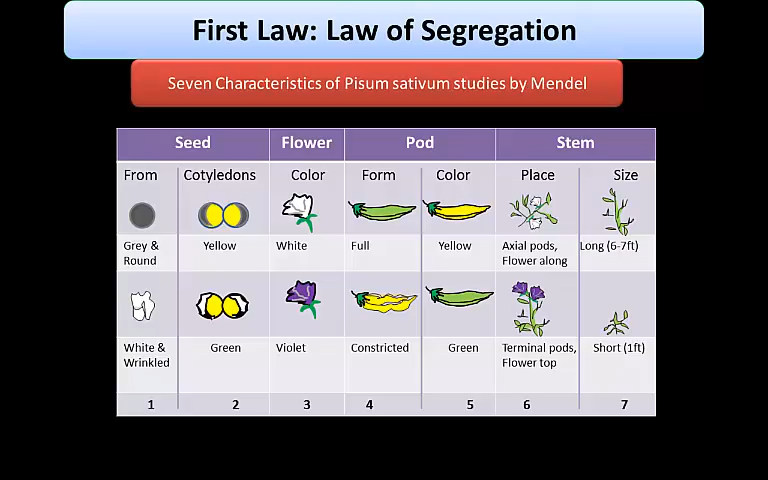 First Law: Law of Segregation
Seven Characteristics of Pisum sativum studies by Mendel
Seed Flower Pod Stem
From Cotyledons Color Form Color Place Size
Grey & Round Yellow White Full Yellow Axial pods, Flower along Long (6-7ft)
White & Wrinkled Green Violet Constricted Green Terminal pods, Flower top Short (1ft)
1 2 3 4 5 6 7